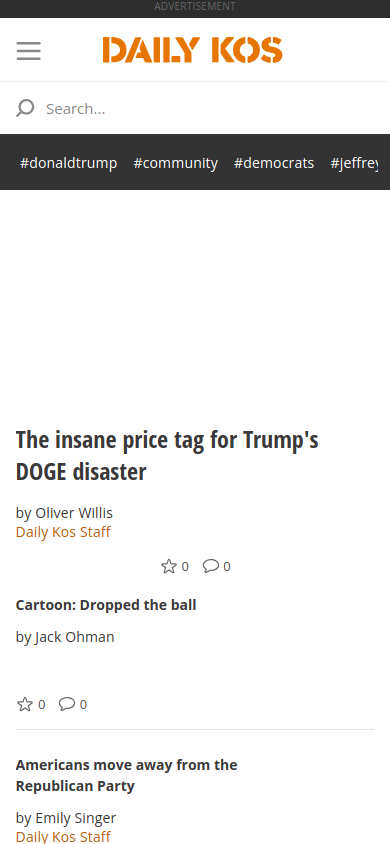 ADVERTISEMENT
DAILY KOS
Search...
#donaldtrump #community #democrats #jeffrey
The insane price tag for Trump's
DOGE disaster
by Oliver Willis
Daily Kos Staff
0 0
Cartoon: Dropped the ball
by Jack Ohman
0 0
Americans move away from the
Republican Party
by Emily Singer
Daily Kos Staff